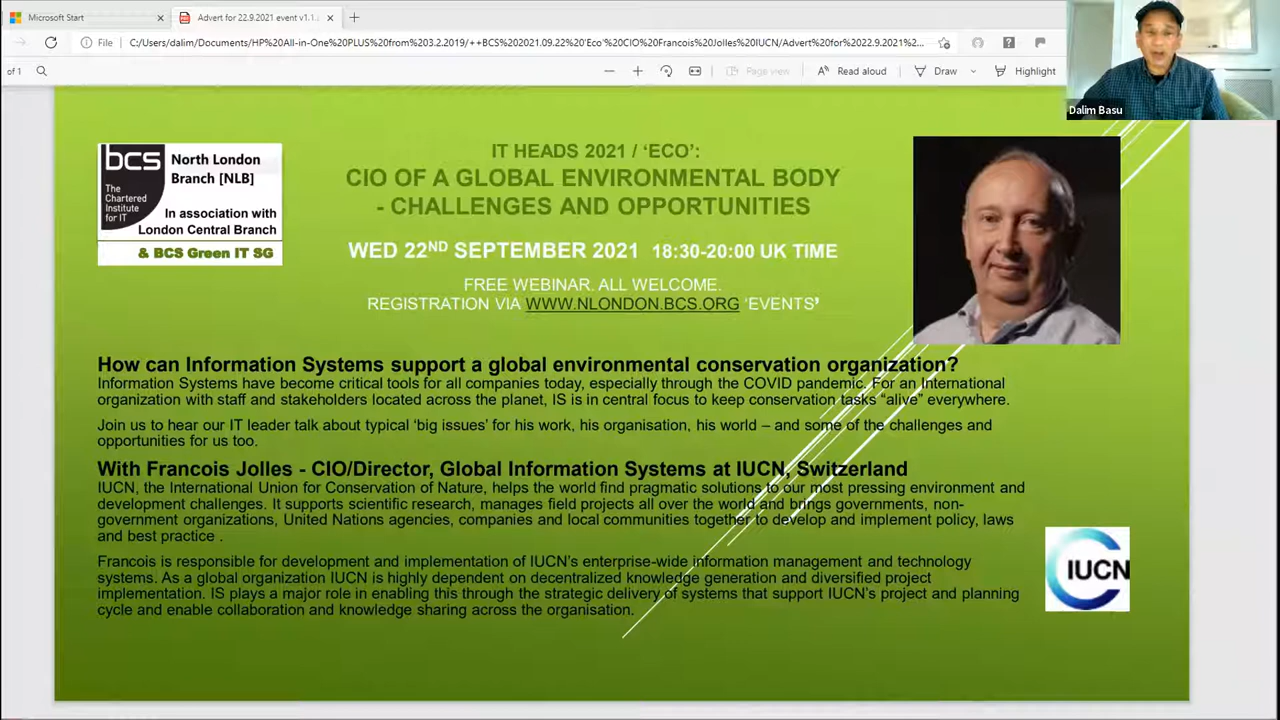 Microsoft Start
Advert for 22.9.2021 event v1.1.
File
C:/Users/dalim/Documents/HP%20All-in-One%20PLUS%20from%203.2.2019/++BCS%202021.09.22%20'Eco'%20CIO%20Francois%20Jolles%20IUCN/Advert%20for%2022.9.2021%2...
of 1
Page view
Read aloud
Draw
Highlight
Dalim Basu
bcs
The
Chartered
Institute
for IT
North London
Branch [NLB]
In association with
London Central Branch
& BCS Green IT SG
IT HEADS 2021 / ‘ECO’:
CIO OF A GLOBAL ENVIRONMENTAL BODY
- CHALLENGES AND OPPORTUNITIES
WED 22ND SEPTEMBER 2021 18:30-20:00 UK TIME
FREE WEBINAR. ALL WELCOME.
REGISTRATION VIA WWW.NLONDON.BCS.ORG ‘EVENTS’
How can Information Systems support a global environmental conservation organization?
Information Systems have become critical tools for all companies today, especially through the COVID pandemic. For an International
organization with staff and stakeholders located across the planet, IS is in central focus to keep conservation tasks “alive” everywhere.
Join us to hear our IT leader talk about typical ‘big issues’ for his work, his organisation, his world – and some of the challenges and
opportunities for us too.
With Francois Jolles - CIO/Director, Global Information Systems at IUCN, Switzerland
IUCN, the International Union for Conservation of Nature, helps the world find pragmatic solutions to our most pressing environment and
development challenges. It supports scientific research, manages field projects all over the world and brings governments, non-
government organizations, United Nations agencies, companies and local communities together to develop and implement policy, laws
and best practice .
Francois is responsible for development and implementation of IUCN’s enterprise-wide information management and technology
systems. As a global organization IUCN is highly dependent on decentralized knowledge generation and diversified project
implementation. IS plays a major role in enabling this through the strategic delivery of systems that support IUCN’s project and planning
cycle and enable collaboration and knowledge sharing across the organisation.
IUCN